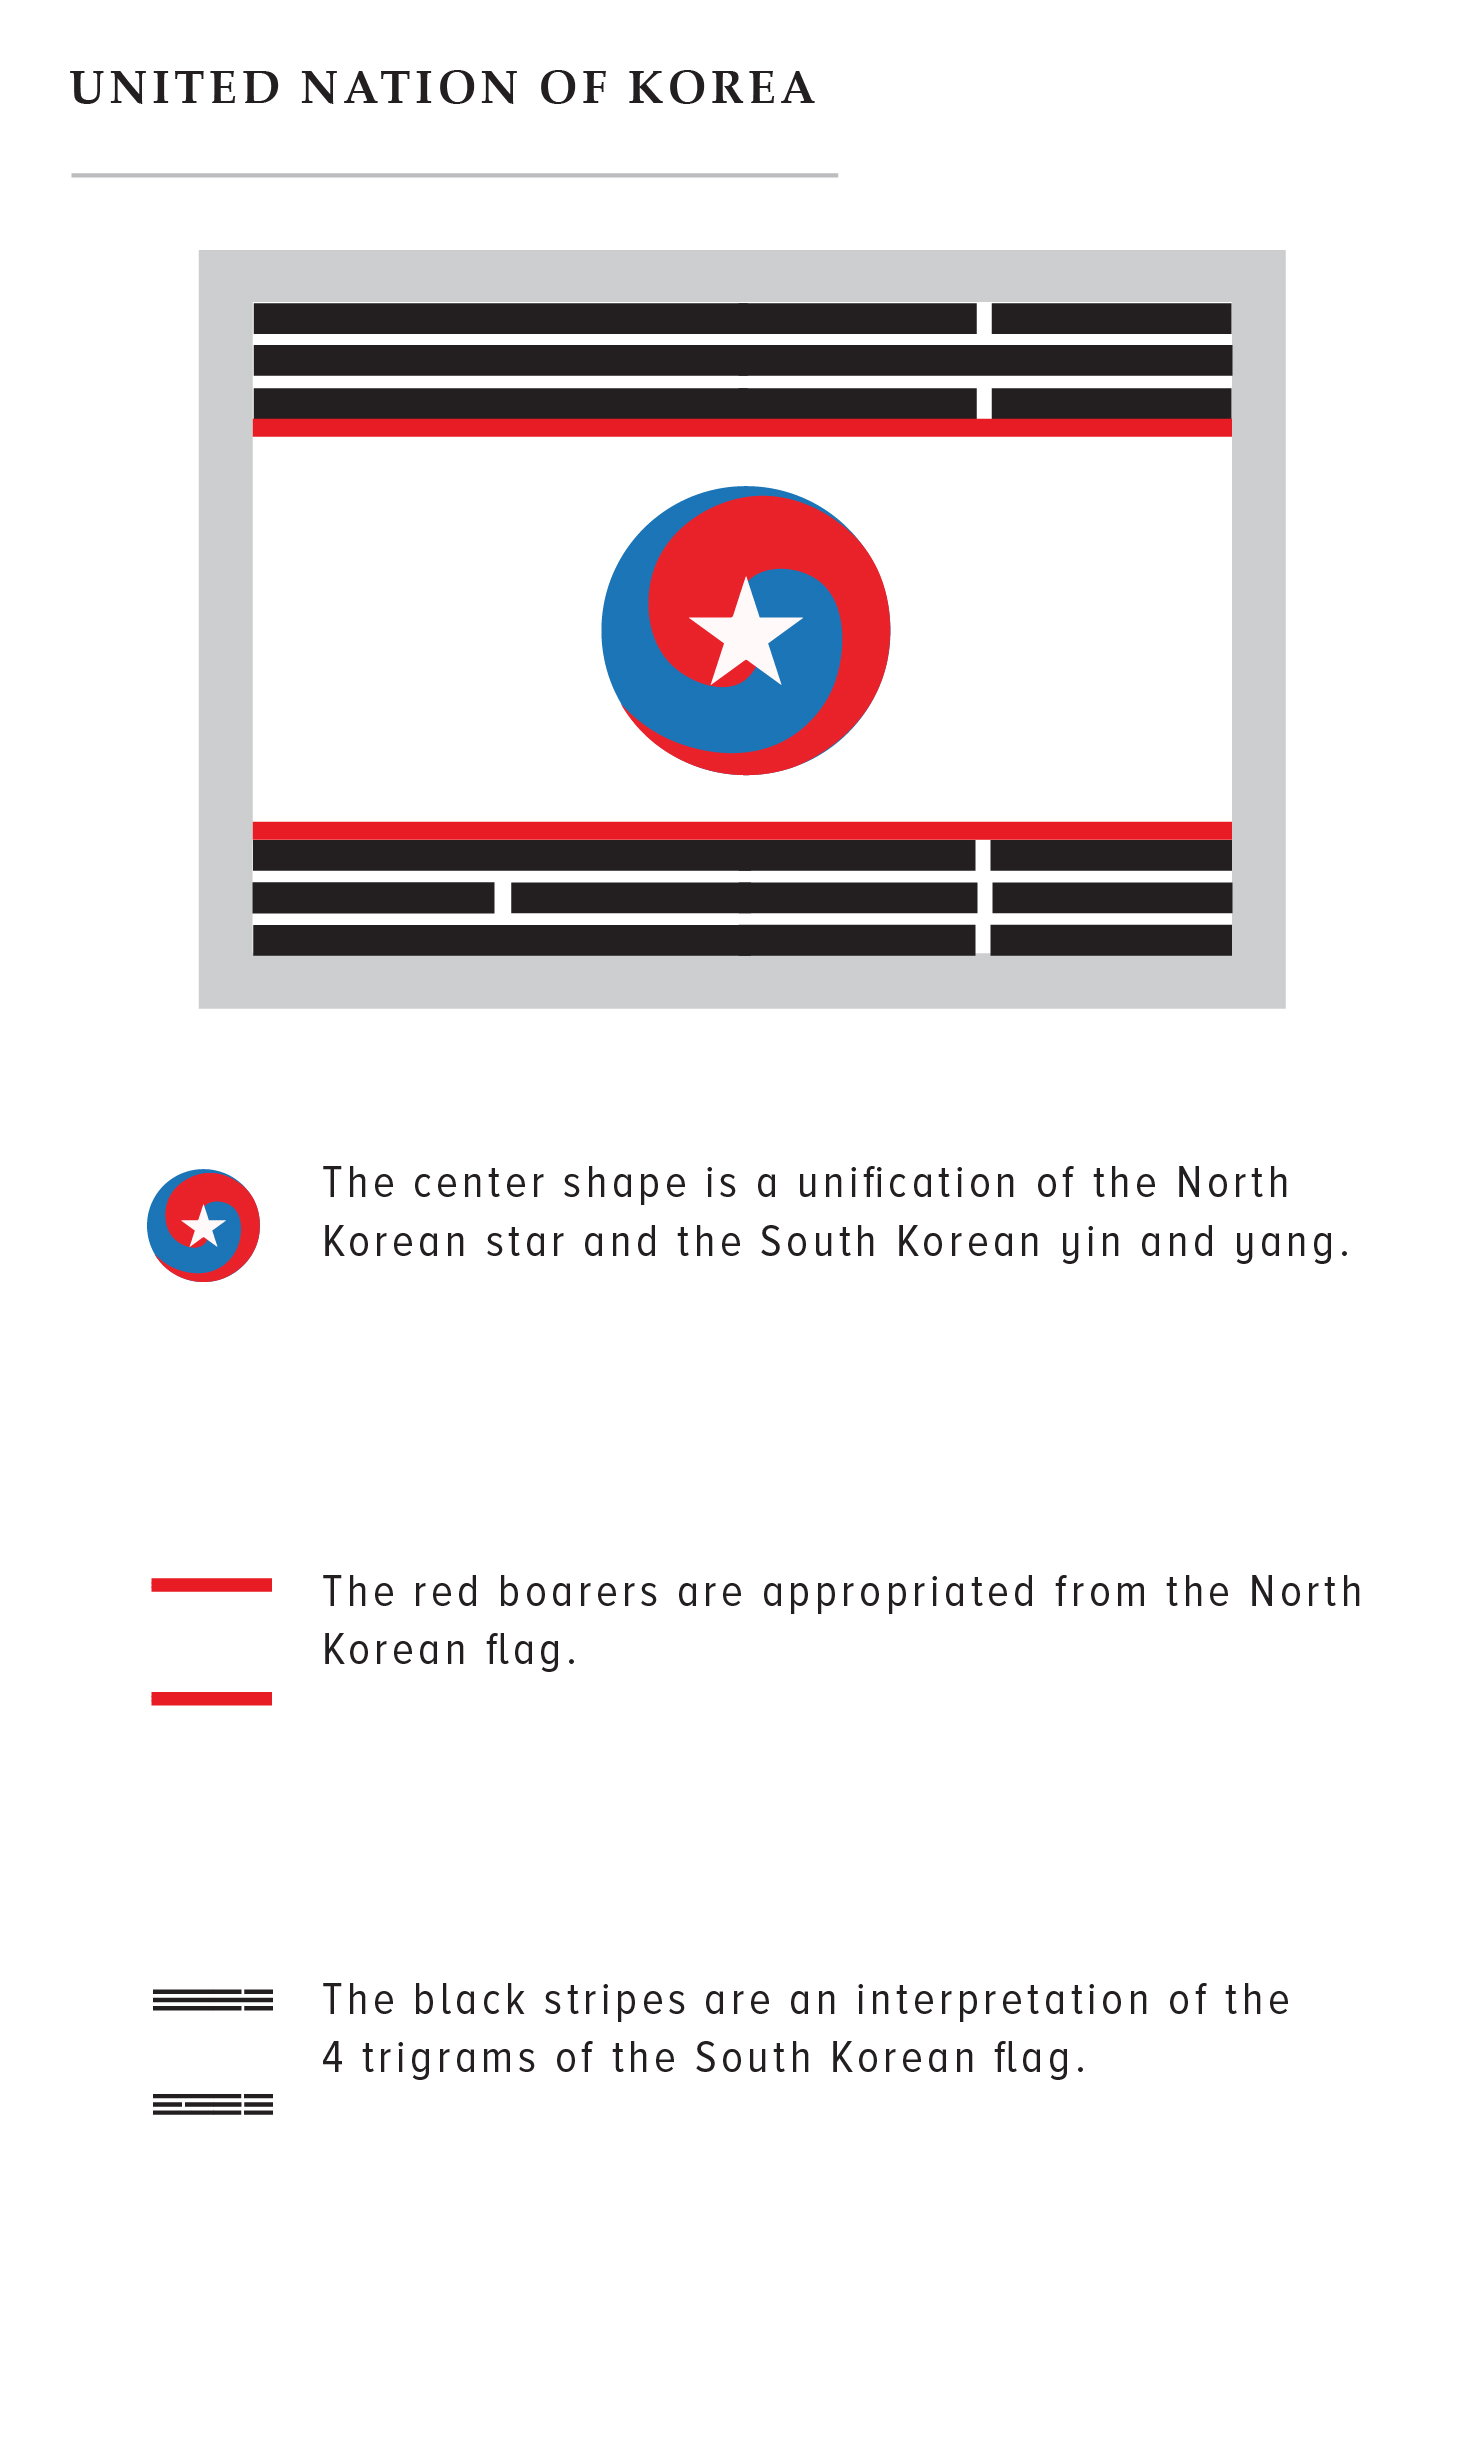 UNITED NATION OF KOREA
The center shape is a unification of the North
Korean star and the South Korean yin and yang.
The red boarers are appropriated from the North
Korean flag.
The black stripes are an interpretation of the
4 trigrams of the South Korean flag.